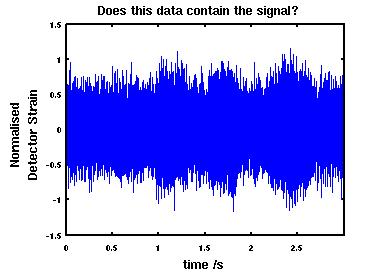 Does this data contain the signal?
1.5
1
0.5
0
-0.5
-1
-1.5
Normalised
Detector Strain
0 0.5 1 1.5 2 2.5
time /s